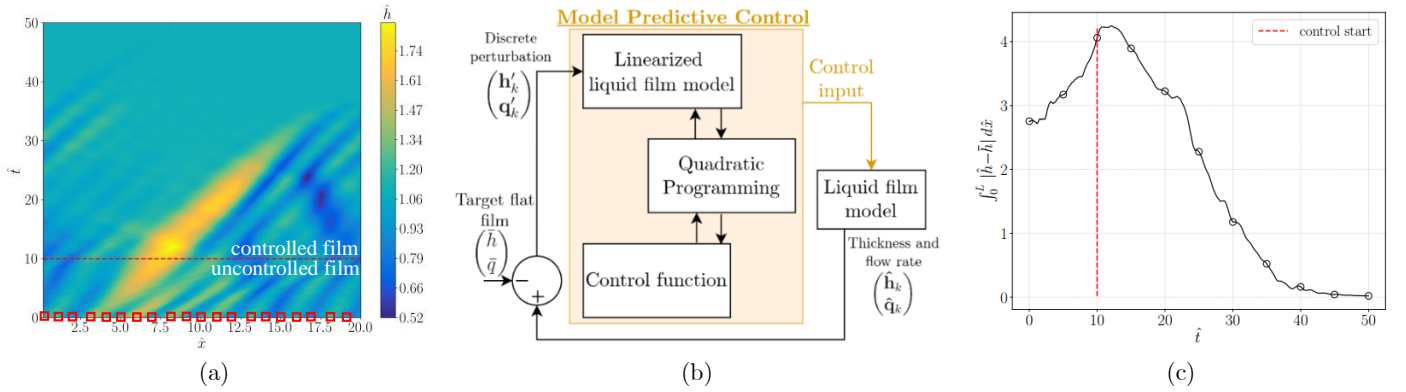 ĥ
50
40
30
20
10
0
t̂
2.5
5.0
7.5
10.0
12.5
15.0
17.5
20.0
x̂
1.74
1.61
1.47
1.34
1.20
1.06
0.93
0.79
0.66
0.52
controlled film
uncontrolled film
(a)
Model Predictive Control
Discrete
perturbation
(h′ₖ
q′ₖ)
Linearized
liquid film model
Control
input
Quadratic
Programming
Liquid film
model
Target flat
film
(h̄
q̄)
−
+
Control function
Thickness and
flow rate
(ĥₖ
q̂ₖ)
(b)
control start
4
3
2
1
0
∫₀ᴸ |ĥ−h̄| dx̂
0
10
20
30
40
50
t̂
(c)